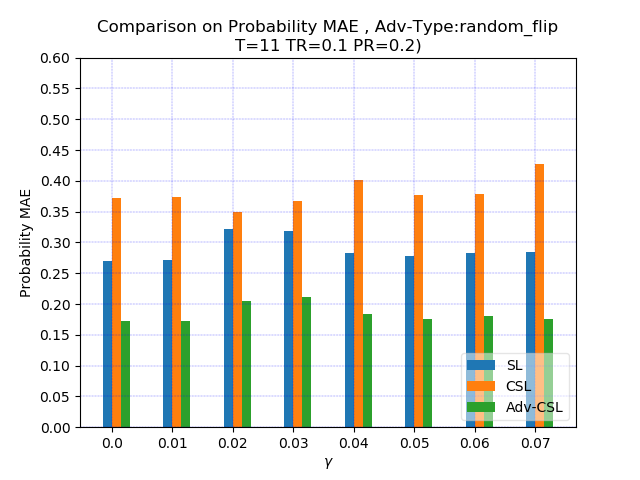 Comparison on Probability MAE , Adv-Type:random_flip
T=11 TR=0.1 PR=0.2)
0.60
0.55
0.50
0.45
0.40
0.35
0.30
0.25
0.20
0.15
0.10
0.05
0.00
Probability MAE
SL
CSL
Adv-CSL
0.0 0.01 0.02 0.03 0.04 0.05 0.06 0.07
γ